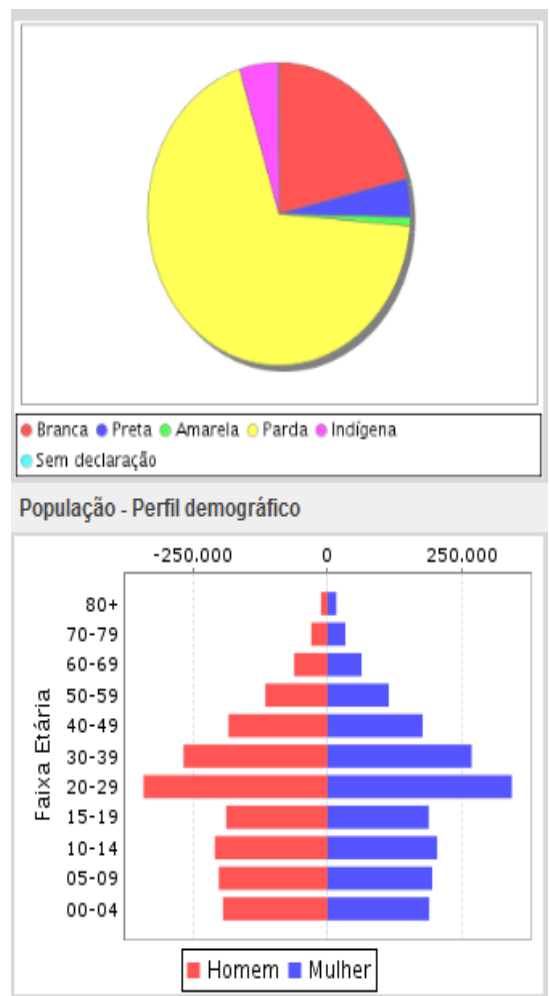 Branca Preta Amarela Parda Indígena
Sem declaração
População - Perfil demográfico
-250.000 0 250.000
80+
70-79
60-69
50-59
40-49
30-39
20-29
15-19
10-14
05-09
00-04
Faixa Etária
Homem Mulher